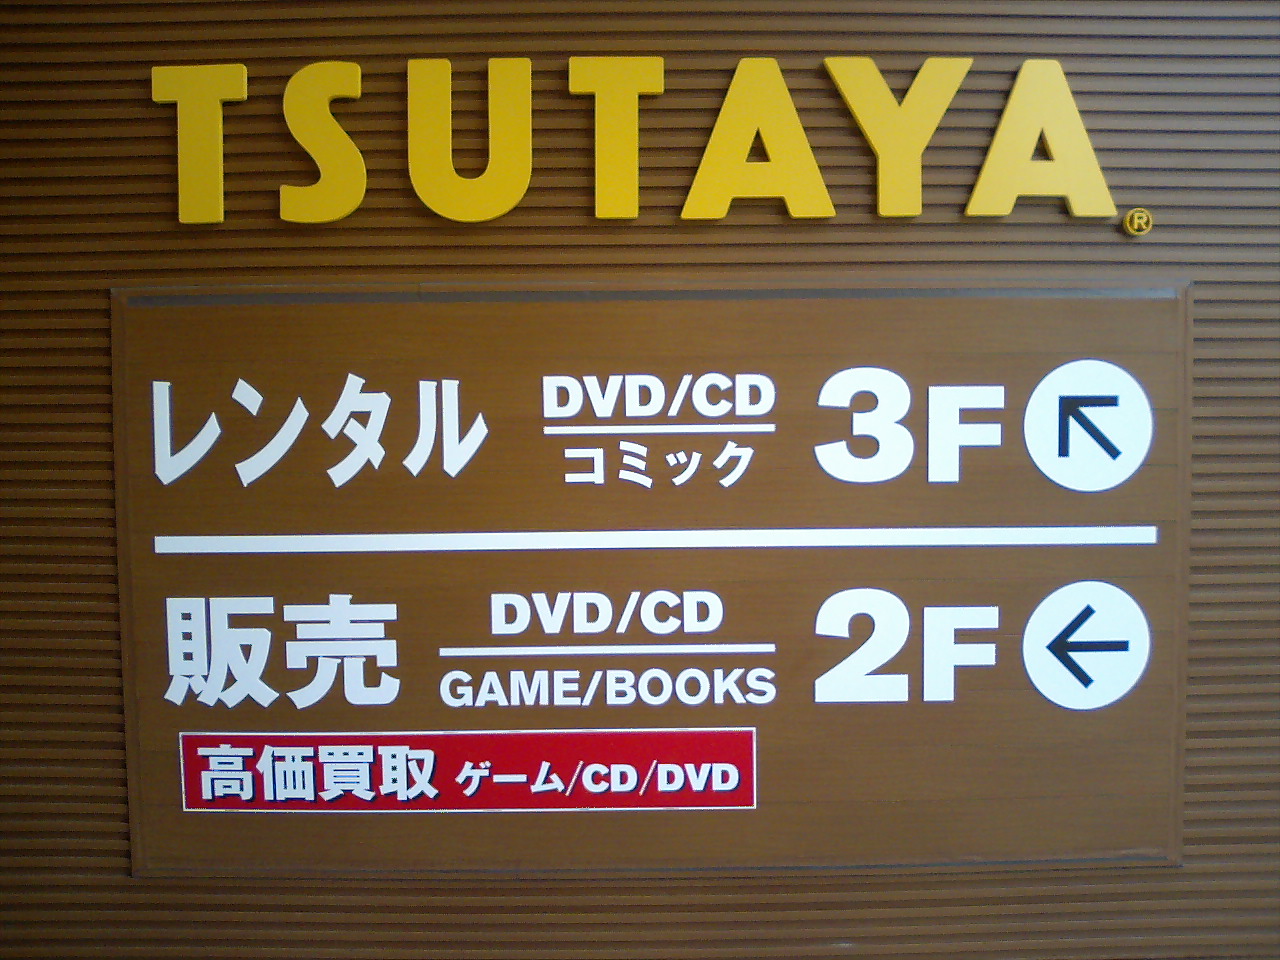 TSUTAYA®
レンタル DVD/CD コミック 3F
販売 DVD/CD GAME/BOOKS 2F
高価買取 ゲーム/CD/DVD